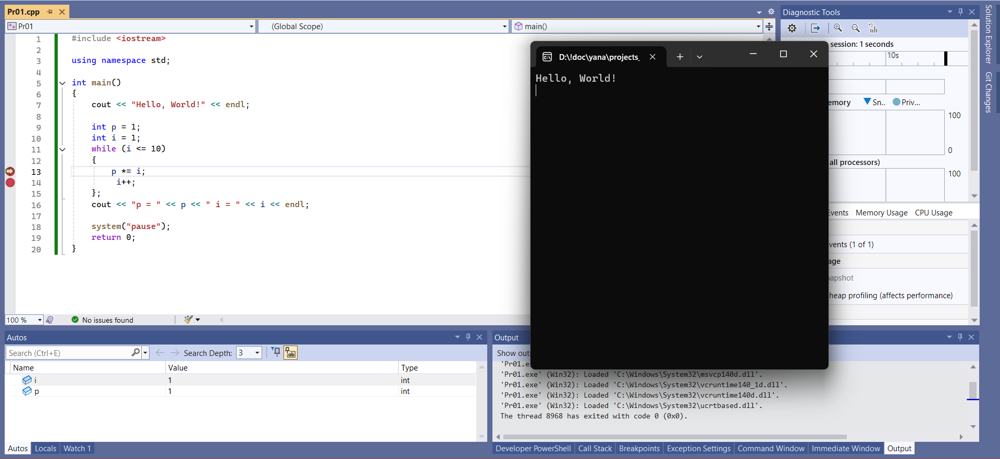 Pr01.cpp
Pr01
(Global Scope)
main()
1 #include <iostream>
2
3 using namespace std;
4
5 int main()
6 {
7 cout << "Hello, World!" << endl;
8
9 int p = 1;
10 int i = 1;
11 while (i <= 10)
12 {
13 p *= i;
14 i++;
15 };
16 cout << "p = " << p << " i = " << i << endl;
17
18 system("pause");
19 return 0;
20 }
100 %
No issues found
D:\!doc\yana\projects_
Hello, World!
Diagnostic Tools
session: 1 seconds
10s
emory
Sn...
Priv...
100
0
all processors)
100
Events
Memory Usage
CPU Usage
vents (1 of 1)
age
napshot
heap profiling (affects performance)
Solution Explorer
Git Changes
Autos
Search (Ctrl+E)
Search Depth:
3
Name Value Type
i 1 int
p 1 int
Autos Locals Watch 1
Output
Show out
'Pr01.e
'Pr01.exe' (Win32): Loaded 'C:\Windows\System32\msvcp140d.dll'.
'Pr01.exe' (Win32): Loaded 'C:\Windows\System32\vcruntime140_1d.dll'.
'Pr01.exe' (Win32): Loaded 'C:\Windows\System32\vcruntime140d.dll'.
'Pr01.exe' (Win32): Loaded 'C:\Windows\System32\ucrtbased.dll'.
The thread 8968 has exited with code 0 (0x0).
Developer PowerShell Call Stack Breakpoints Exception Settings Command Window Immediate Window Output